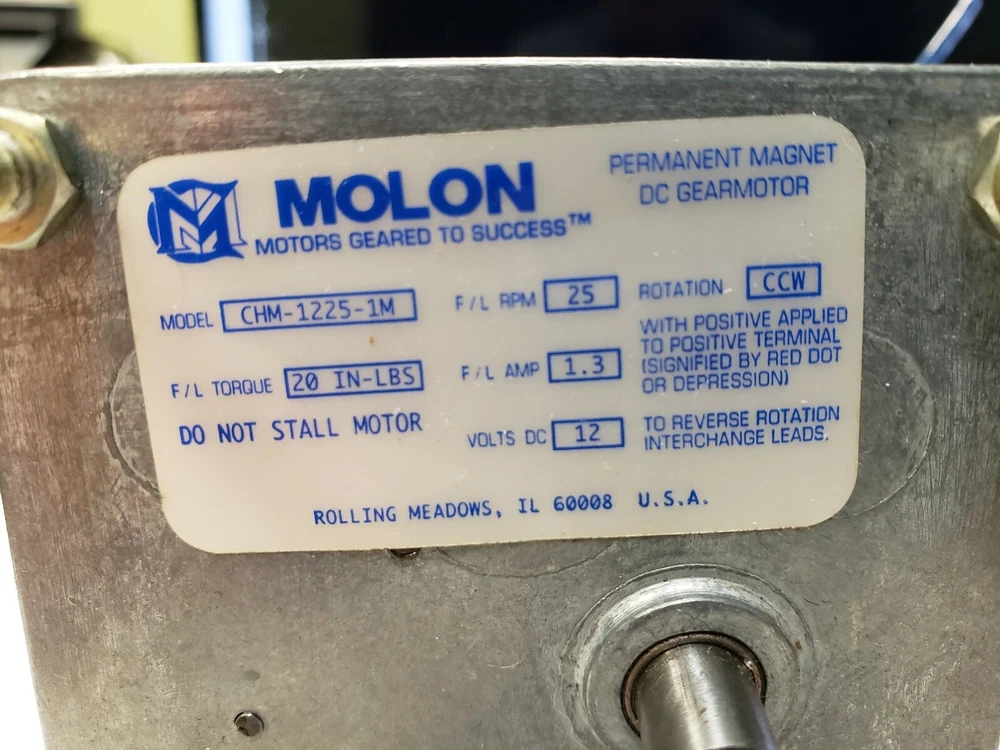 MOLON
MOTORS GEARED TO SUCCESS™
PERMANENT MAGNET
DC GEARMOTOR
MODEL CHM-1225-1M
F/L TORQUE 20 IN-LBS
DO NOT STALL MOTOR
F/L RPM 25
F/L AMP 1.3
VOLTS DC 12
ROTATION CCW
WITH POSITIVE APPLIED
TO POSITIVE TERMINAL
(SIGNIFIED BY RED DOT
OR DEPRESSION)
TO REVERSE ROTATION
INTERCHANGE LEADS.
ROLLING MEADOWS, IL 60008 U.S.A.